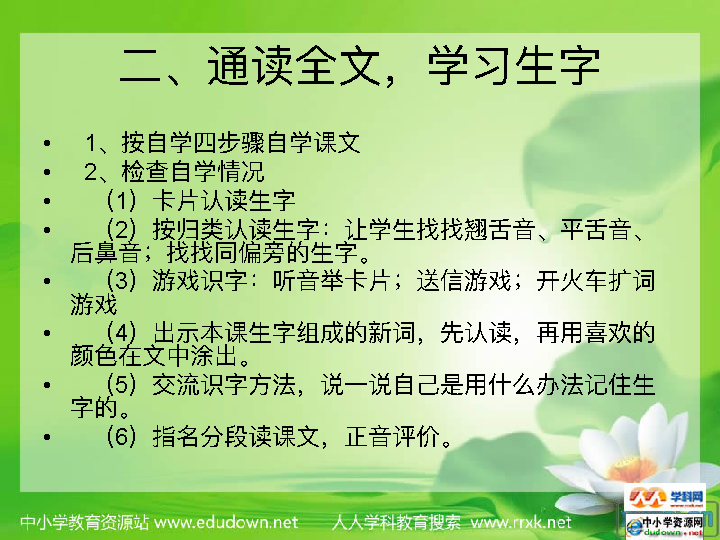 二、通读全文，学习生字
• 1、按自学四步骤自学课文
• 2、检查自学情况
• （1）卡片认读生字
• （2）按归类认读生字：让学生找找翘舌音、平舌音、
后鼻音；找找同偏旁的生字。
• （3）游戏识字：听音举卡片；送信游戏；开火车扩词
游戏
• （4）出示本课生字组成的新词，先认读，再用喜欢的
颜色在文中涂出。
• （5）交流识字方法，说一说自己是用什么办法记住生
字的。
• （6）指名分段读课文，正音评价。
中小学教育资源站 www.edudown.net 人人学科教育搜索 www.rrxk.net
学科网
www.rrxk.net
中小学资源网
edudown.net